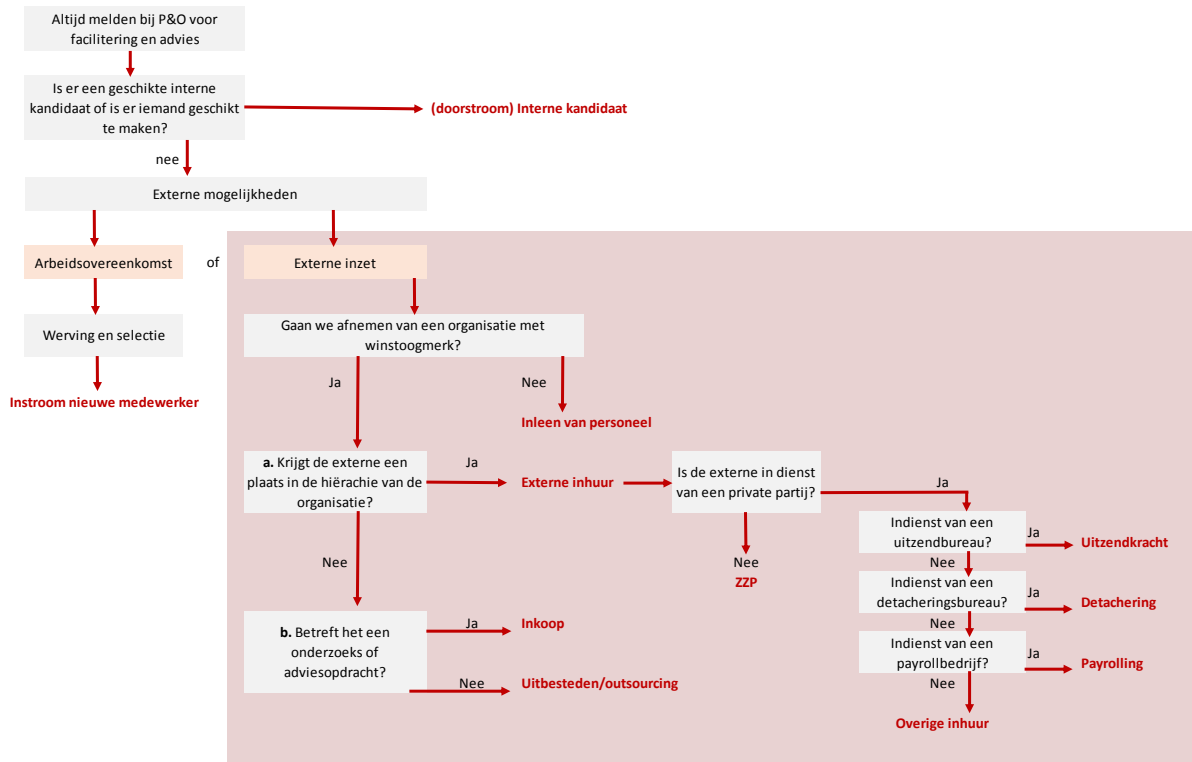 Altijd melden bij P&O voor
facilitering en advies
Is er een geschikte interne
kandidaat of is er iemand geschikt
te maken?
(doorstroom) Interne kandidaat
nee
Externe mogelijkheden
Arbeidsovereenkomst
of
Externe inzet
Werving en selectie
Instroom nieuwe medewerker
Gaan we afnemen van een organisatie met
winstoogmerk?
Ja
Nee
Inleen van personeel
a. Krijgt de externe een
plaats in de hiërachie van de
organisatie?
Ja
Externe inhuur
Is de externe in dienst
van een private partij?
Ja
Nee
ZZP
Indienst van een
uitzendbureau?
Ja
Uitzendkracht
Nee
Indienst van een
detacheringsbureau?
Ja
Detachering
Nee
Indienst van een
payrollbedrijf?
Ja
Payrolling
Nee
Overige inhuur
Nee
b. Betreft het een
onderzoeks of
adviesopdracht?
Ja
Inkoop
Nee
Uitbesteden/outsourcing